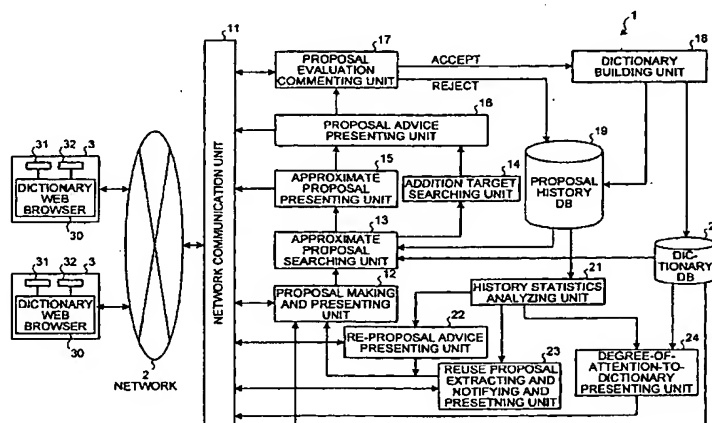 1
11
17
PROPOSAL
EVALUATION
COMMENTING UNIT
ACCEPT
REJECT
18
DICTIONARY
BUILDING UNIT
16
PROPOSAL ADVICE
PRESENTING UNIT
19
PROPOSAL
HISTORY
DB
15
APPROXIMATE
PROPOSAL
PRESENTING UNIT
14
ADDITION TARGET
SEARCHING UNIT
31
32
3
DICTIONARY
WEB
BROWSER
30
NETWORK COMMUNICATION UNIT
13
APPROXIMATE
PROPOSAL
SEARCHING UNIT
DIC-
TIONARY
DB
31
32
3
DICTIONARY
WEB
BROWSER
30
12
PROPOSAL MAKING
AND PRESENTING
UNIT
21
HISTORY STATISTICS
ANALYZING UNIT
22
RE-PROPOSAL ADVICE
PRESENTING UNIT
23
REUSE PROPOSAL
EXTRACTING AND
NOTIFYING AND
PRESETNING UNIT
24
DEGREE-OF-
ATTENTION-TO-
DICTIONARY
PRESENTING UNIT
2
NETWORK